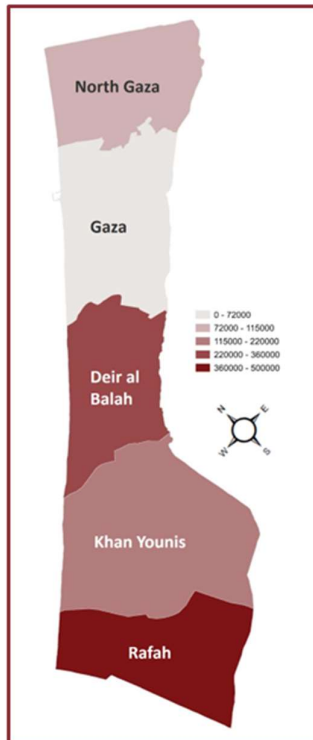 North Gaza
Gaza
0 - 72000
72000 - 115000
115000 - 220000
220000 - 360000
360000 - 500000
Deir al
Balah
N
E
W
S
Khan Younis
Rafah